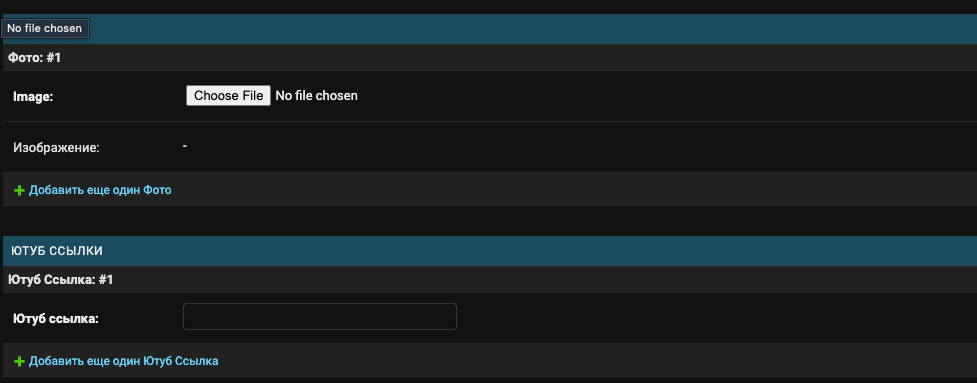 No file chosen
Фото: #1
Image: Choose File No file chosen
Изображение: -
Добавить еще один Фото
ЮТУБ ССЫЛКИ
Ютуб Ссылка: #1
Ютуб ссылка:
Добавить еще один Ютуб Ссылка